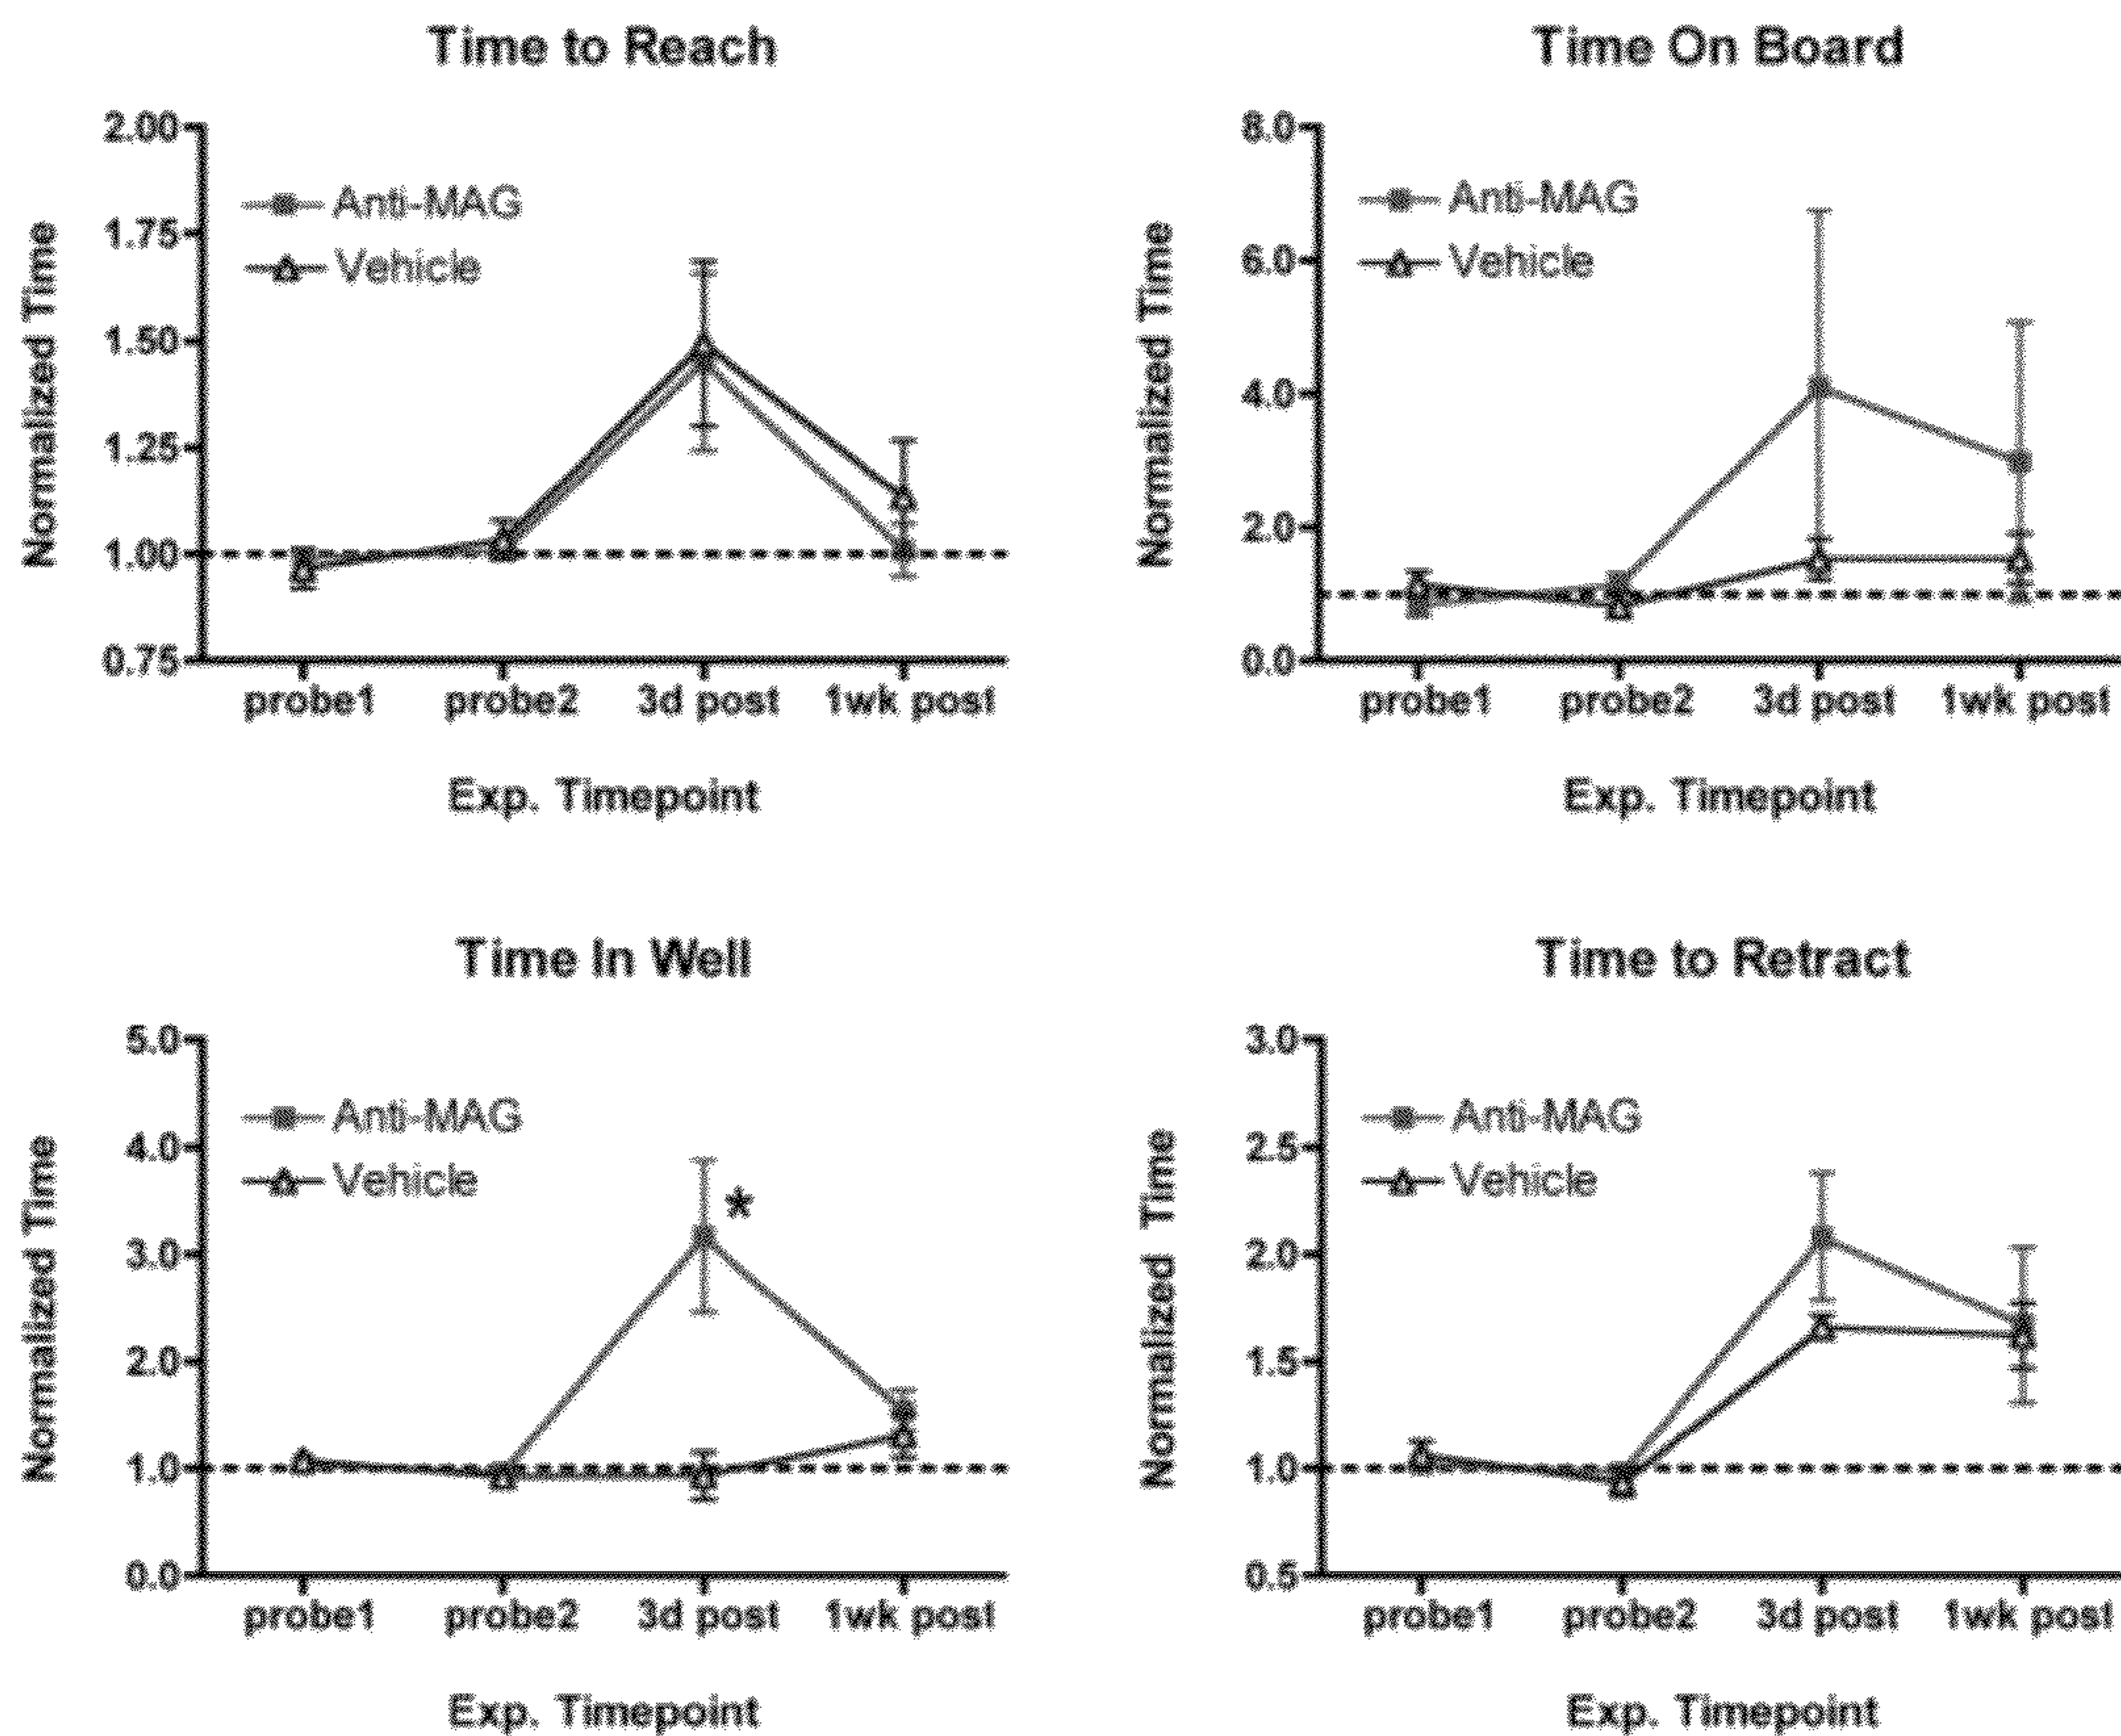 Time to Reach
Normalized Time
2.00
1.75
1.50
1.25
1.00
0.75
Anti-MAG
Vehicle
probe1 probe2 3d post 1wk post
Exp. Timepoint
Time On Board
Normalized Time
8.0
6.0
4.0
2.0
0.0
Anti-MAG
Vehicle
probe1 probe2 3d post 1wk post
Exp. Timepoint
Time In Well
Normalized Time
5.0
4.0
3.0
2.0
1.0
0.0
Anti-MAG
Vehicle
*
probe1 probe2 3d post 1wk post
Exp. Timepoint
Time to Retract
Normalized Time
3.0
2.5
2.0
1.5
1.0
0.5
Anti-MAG
Vehicle
probe1 probe2 3d post 1wk post
Exp. Timepoint